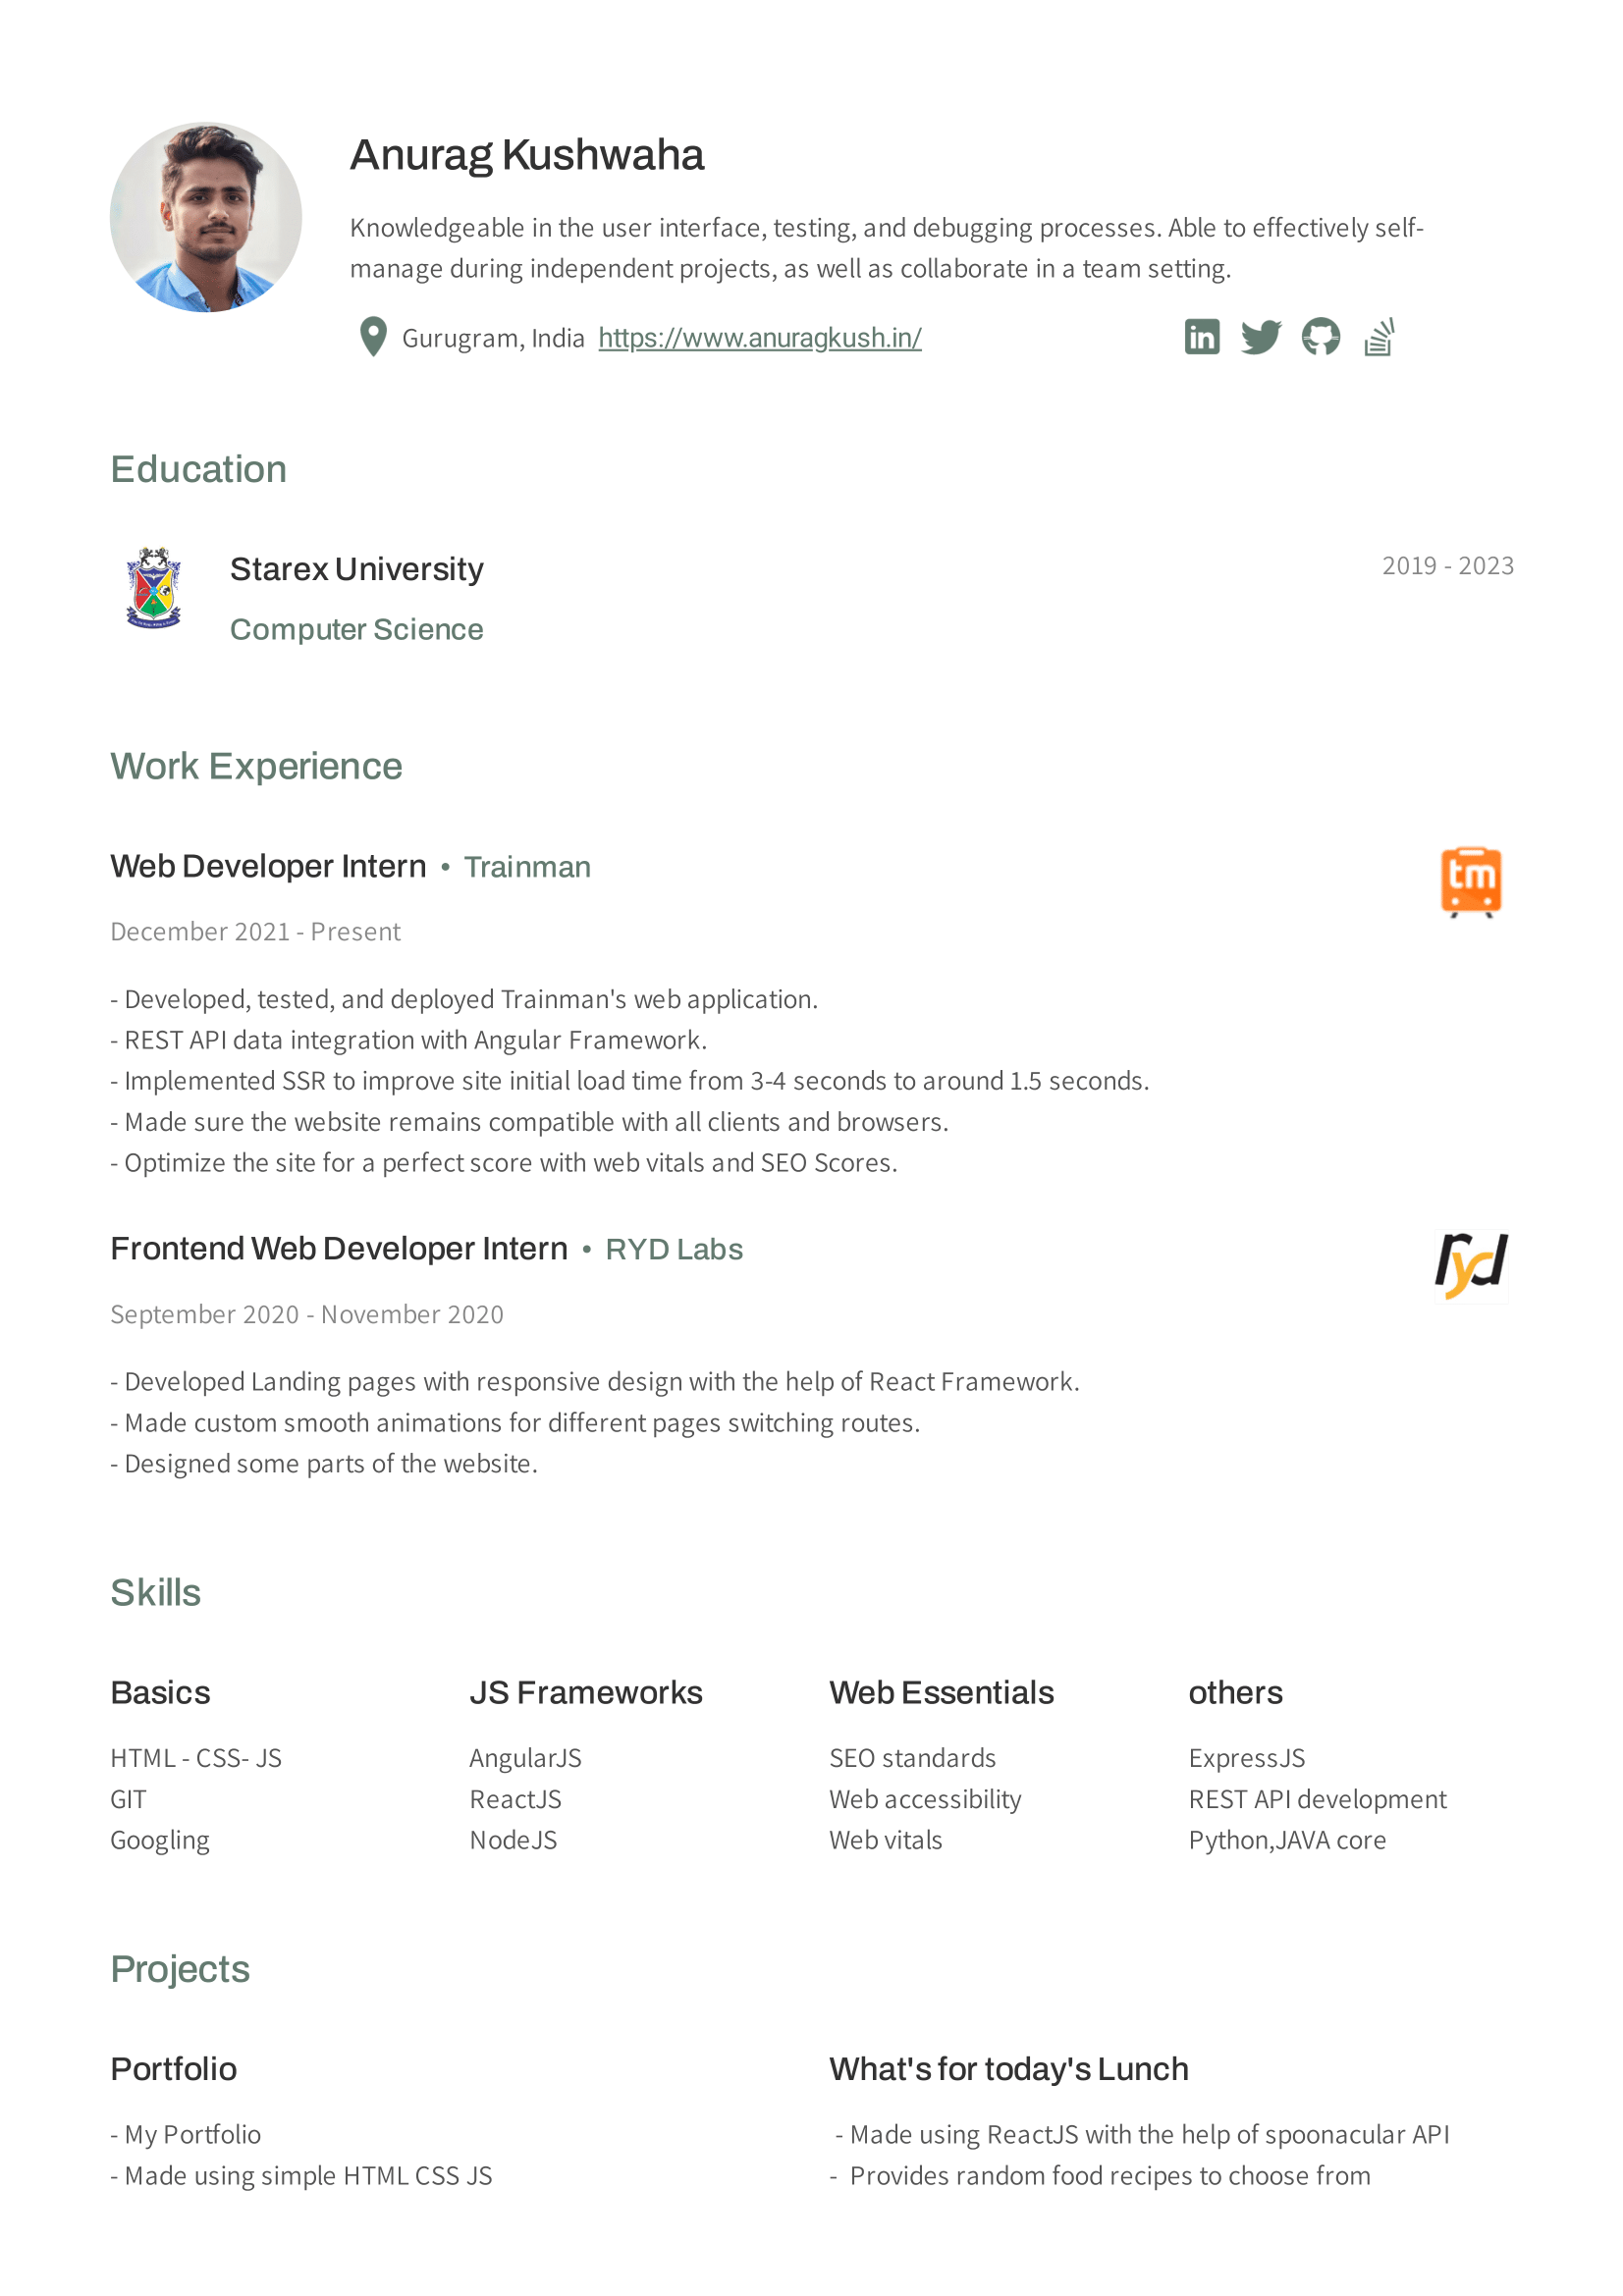 Anurag Kushwaha
Knowledgeable in the user interface, testing, and debugging processes. Able to effectively self-
manage during independent projects, as well as collaborate in a team setting.
Gurugram, India https://www.anuragkush.in/
in
Education
Starex University
2019 - 2023
Computer Science
Work Experience
Web Developer Intern • Trainman
tm
December 2021 - Present
- Developed, tested, and deployed Trainman's web application.
- REST API data integration with Angular Framework.
- Implemented SSR to improve site initial load time from 3-4 seconds to around 1.5 seconds.
- Made sure the website remains compatible with all clients and browsers.
- Optimize the site for a perfect score with web vitals and SEO Scores.
Frontend Web Developer Intern • RYD Labs
ryd
September 2020 - November 2020
- Developed Landing pages with responsive design with the help of React Framework.
- Made custom smooth animations for different pages switching routes.
- Designed some parts of the website.
Skills
Basics
HTML - CSS- JS
GIT
Googling
JS Frameworks
AngularJS
ReactJS
NodeJS
Web Essentials
SEO standards
Web accessibility
Web vitals
others
ExpressJS
REST API development
Python,JAVA core
Projects
Portfolio
- My Portfolio
- Made using simple HTML CSS JS
What's for today's Lunch
- Made using ReactJS with the help of spoonacular API
- Provides random food recipes to choose from